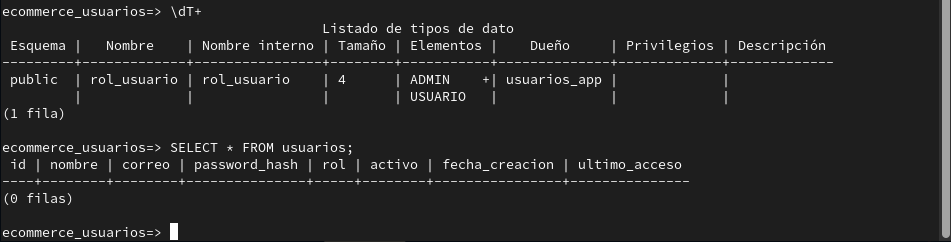 ecommerce_usuarios=> \dT+
                                      Listado de tipos de dato
 Esquema |   Nombre    | Nombre interno | Tamaño | Elementos |    Dueño     | Privilegios | Descripción
---------+-------------+----------------+--------+-----------+--------------+-------------+-------------
 public  | rol_usuario | rol_usuario    | 4      | ADMIN    +| usuarios_app |             |
         |             |                |        | USUARIO   |              |             |
(1 fila)

ecommerce_usuarios=> SELECT * FROM usuarios;
 id | nombre | correo | password_hash | rol | activo | fecha_creacion | ultimo_acceso
----+--------+--------+---------------+-----+--------+----------------+---------------
(0 filas)

ecommerce_usuarios=>